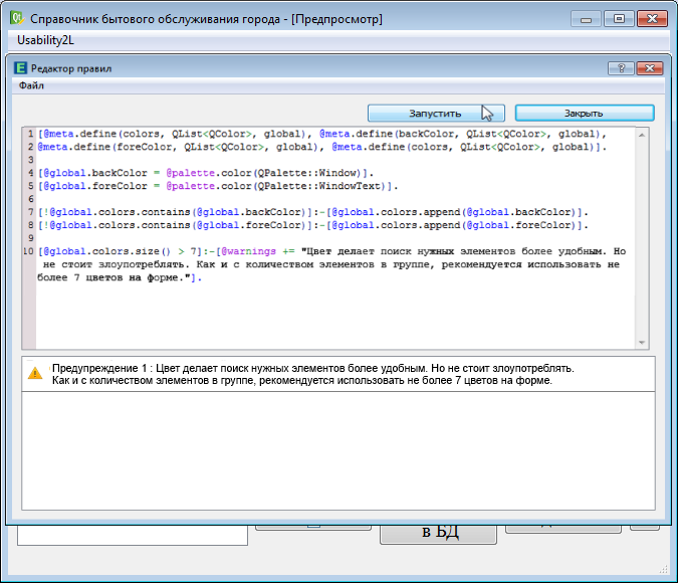 Справочник бытового обслуживания города - [Предпросмотр]
Usability2L
Редактор правил
Файл
Запустить
Закрыть
1 [@meta.define(colors, QList<QColor>, global), @meta.define(backColor, QList<QColor>, global),
2 @meta.define(foreColor, QList<QColor>, global), @meta.define(colors, QList<QColor>, global)].
3
4 [@global.backColor = @palette.color(QPalette::Window)].
5 [@global.foreColor = @palette.color(QPalette::WindowText)].
6
7 [!@global.colors.contains(@global.backColor)]:-[@global.colors.append(@global.backColor)].
8 [!@global.colors.contains(@global.foreColor)]:-[@global.colors.append(@global.foreColor)].
9
10 [@global.colors.size() > 7]:-[@warnings += "Цвет делает поиск нужных элементов более удобным. Но
не стоит злоупотреблять. Как и с количеством элементов в группе, рекомендуется использовать не
более 7 цветов на форме."].
Предупреждение 1 : Цвет делает поиск нужных элементов более удобным. Но не стоит злоупотреблять.
Как и с количеством элементов в группе, рекомендуется использовать не более 7 цветов на форме.
в БД